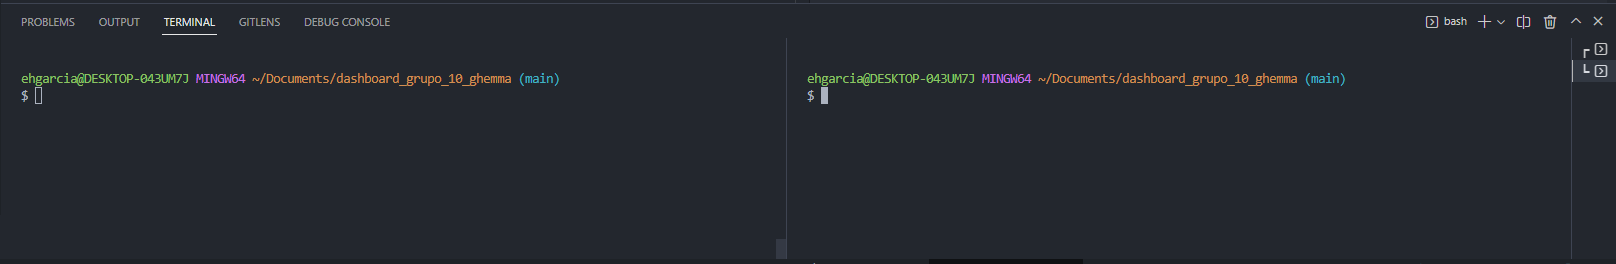 PROBLEMS OUTPUT TERMINAL GITLENS DEBUG CONSOLE bash
ehgarcia@DESKTOP-043UM7J MINGW64 ~/Documents/dashboard_grupo_10_ghemma (main)
$
ehgarcia@DESKTOP-043UM7J MINGW64 ~/Documents/dashboard_grupo_10_ghemma (main)
$